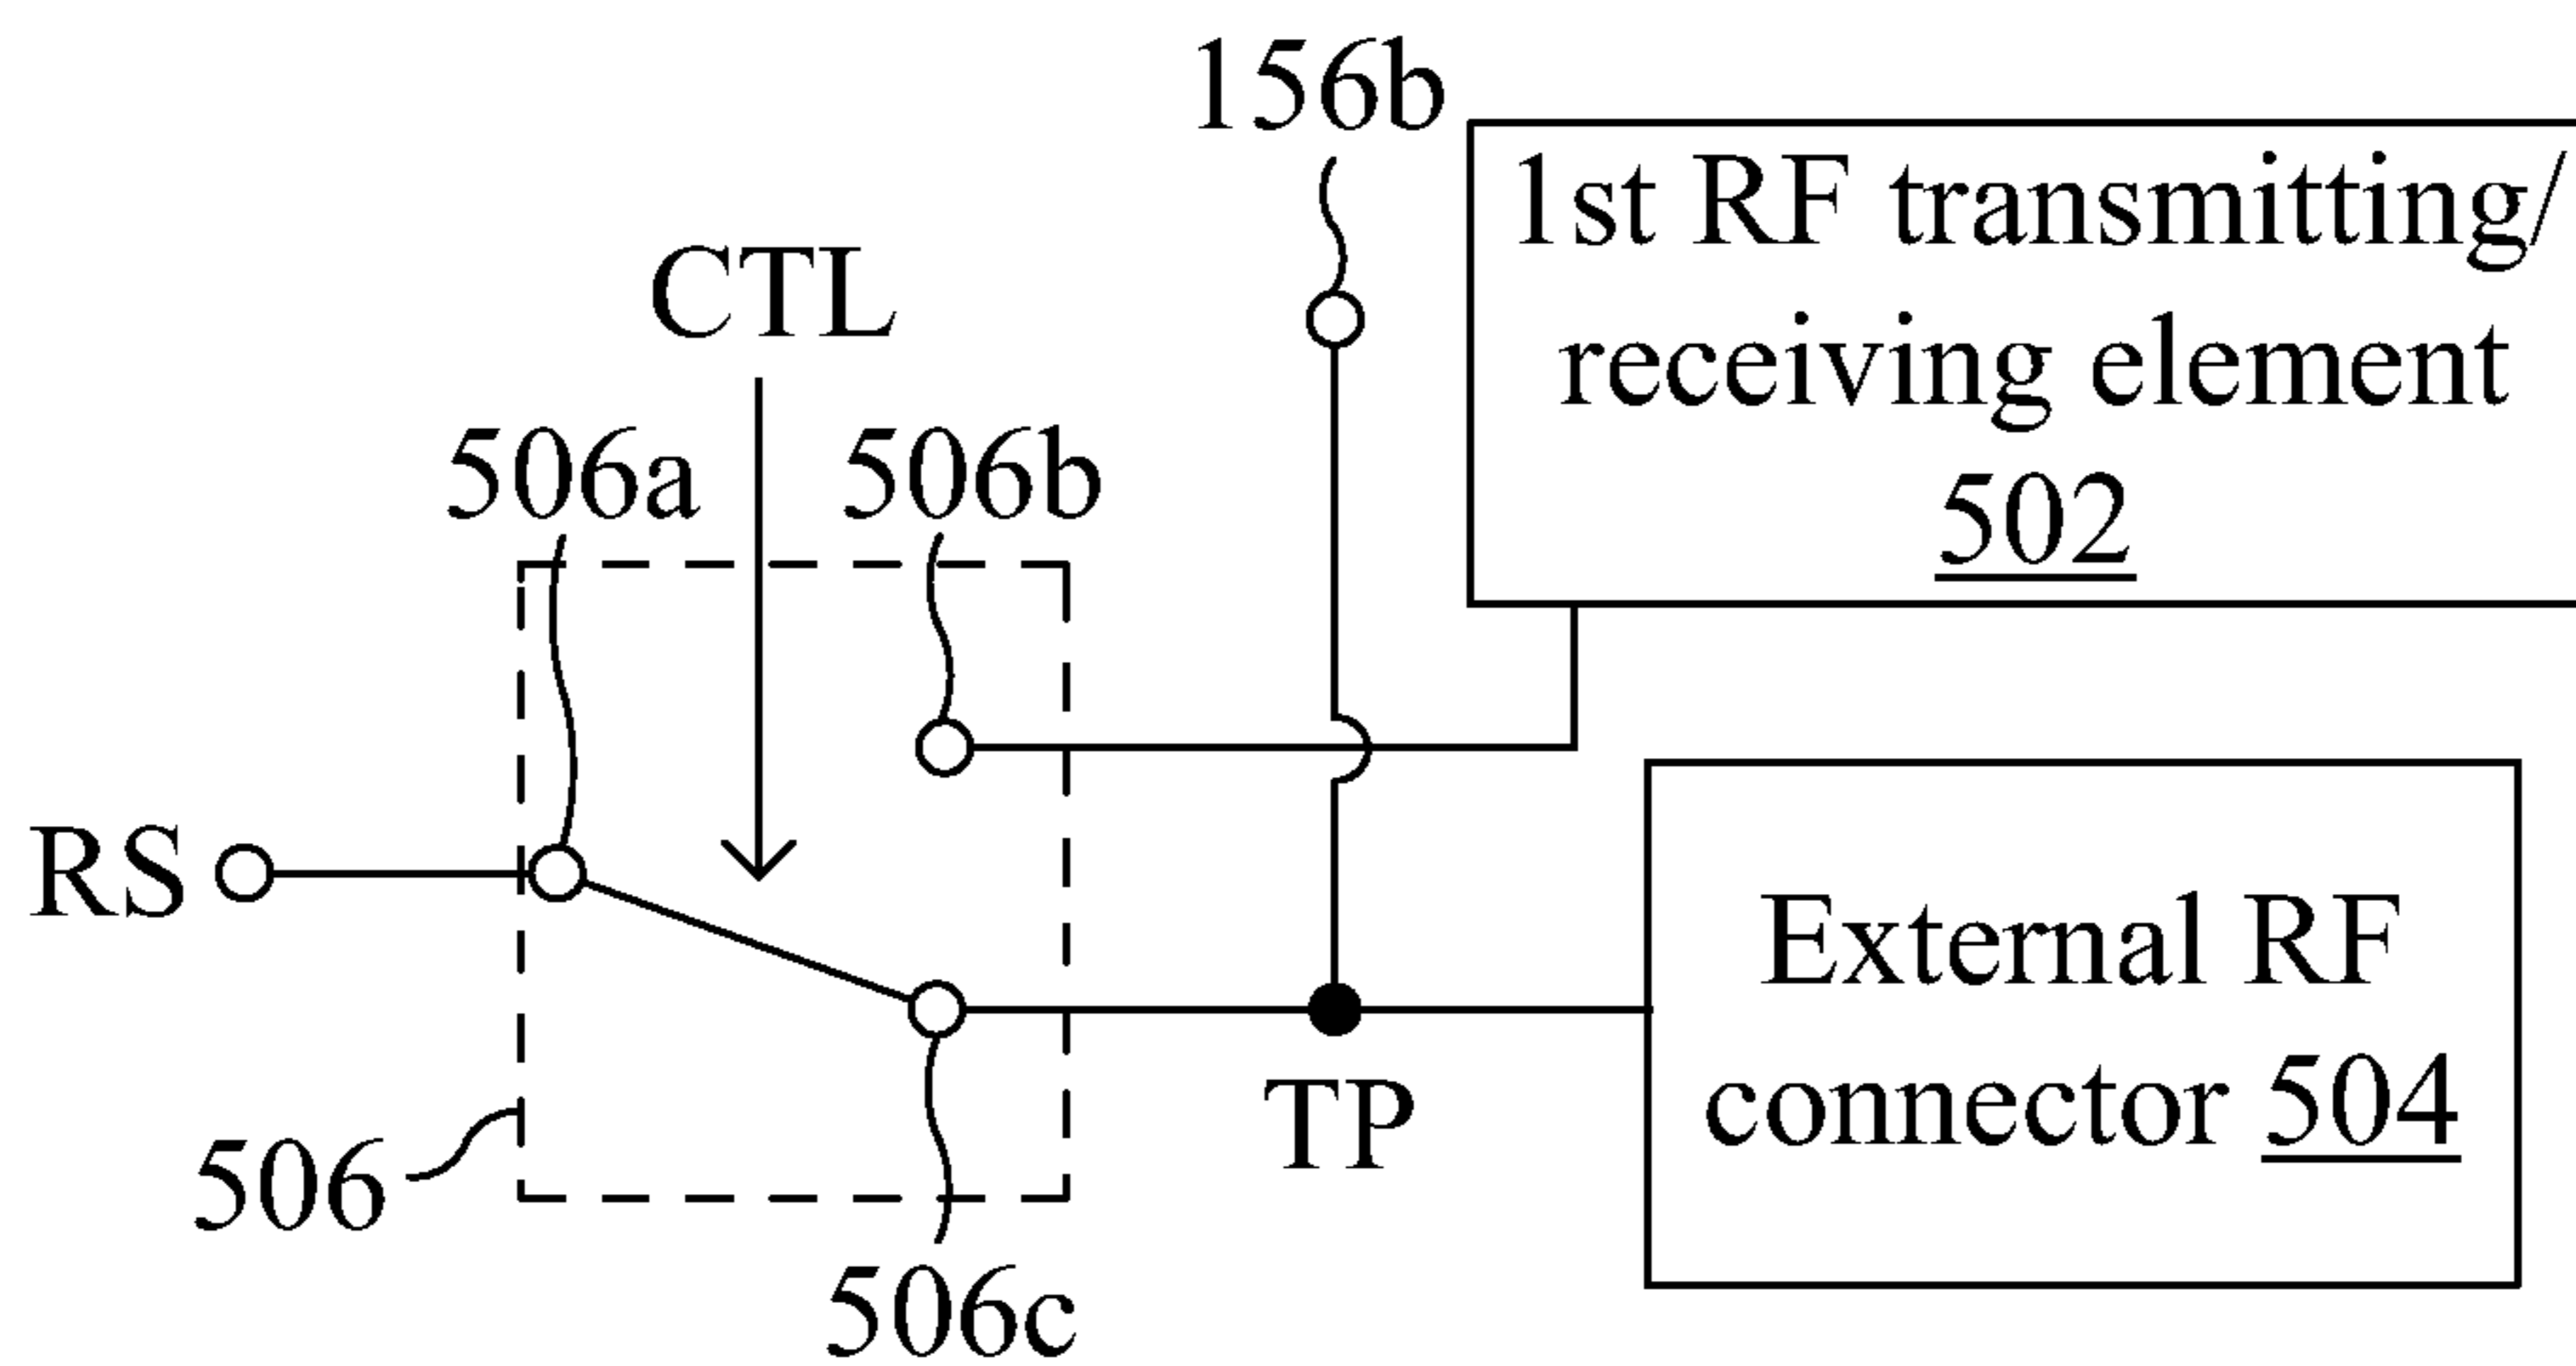 156b
1st RF transmitting/
receiving element
502
CTL
506a
506b
RS
External RF
connector 504
TP
506
506c